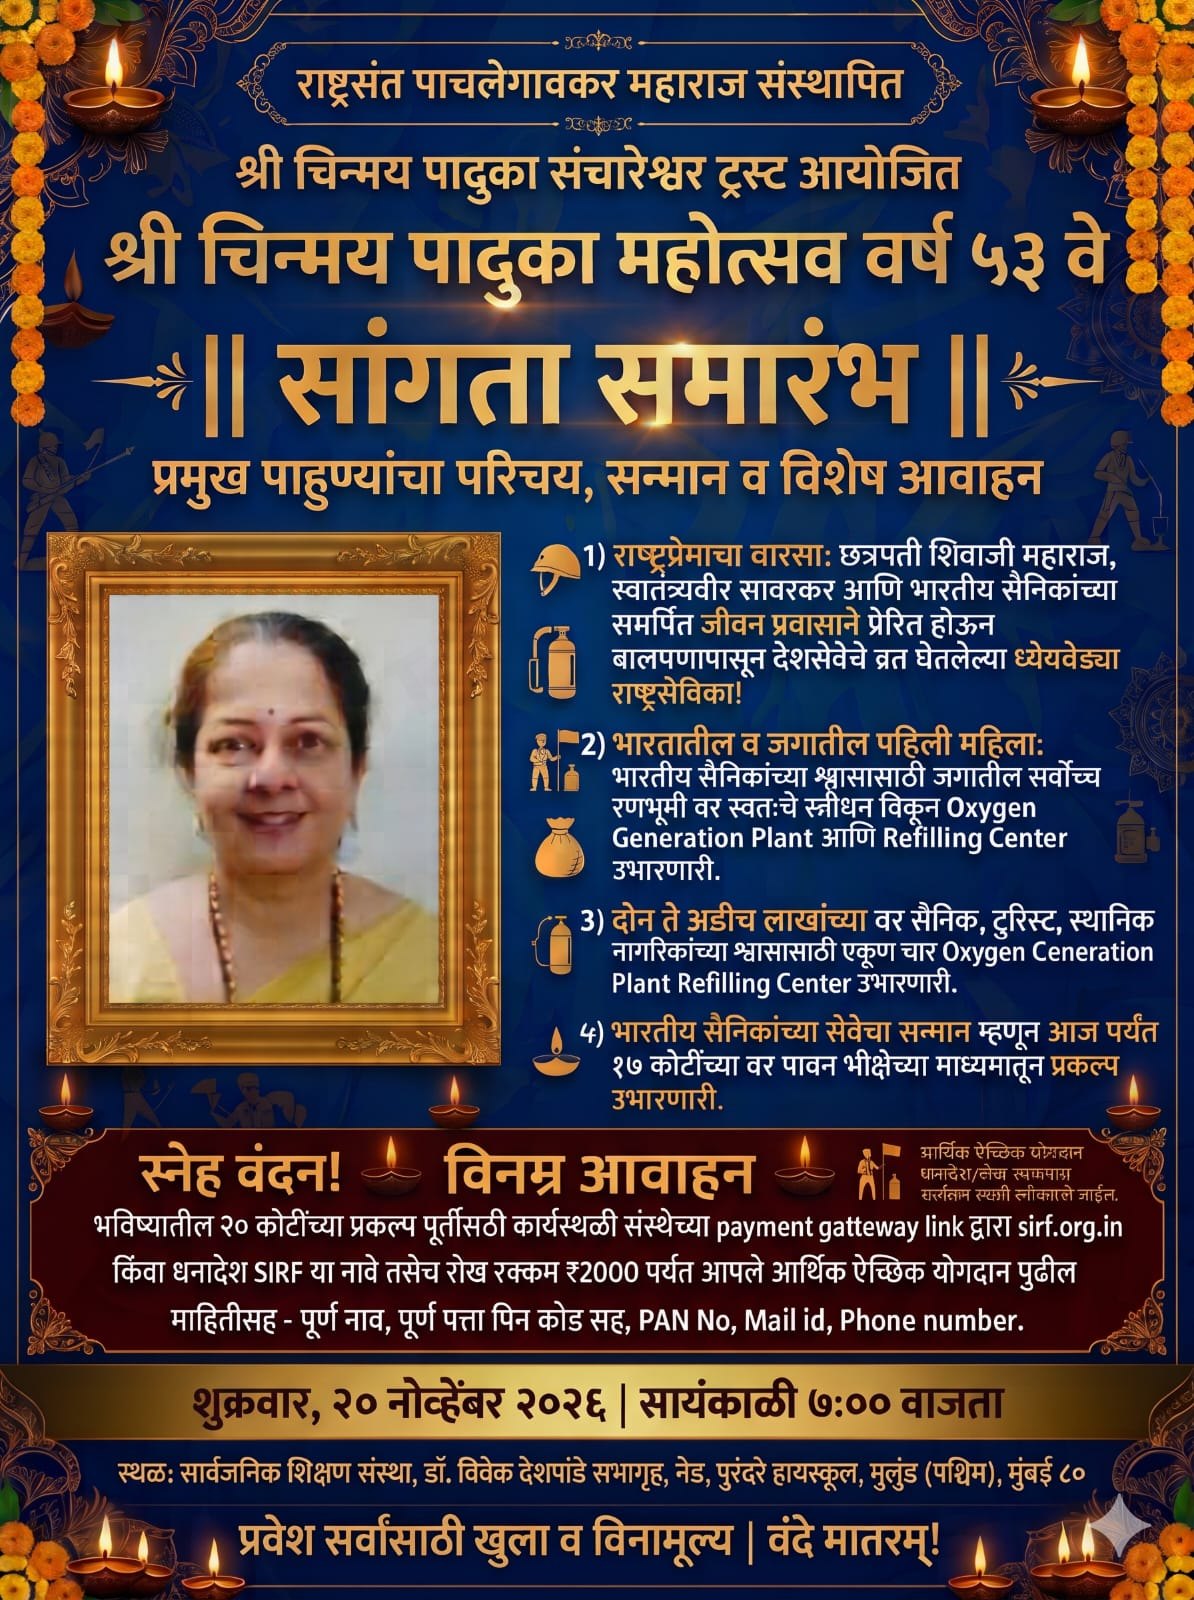 राष्ट्रसंत पाचलेगावकर महाराज संस्थापित
श्री चिन्मय पादुका संचारेश्वर ट्रस्ट आयोजित
श्री चिन्मय पादुका महोत्सव वर्ष ५३ वे
|| सांगता समारंभ ||
प्रमुख पाहुण्यांचा परिचय, सन्मान व विशेष आवाहन
1) राष्ट्रप्रेमाचा वारसा: छत्रपती शिवाजी महाराज,
स्वातंत्र्यवीर सावरकर आणि भारतीय सैनिकांच्या
समर्पित जीवन प्रवासाने प्रेरित होऊन
बालपणापासून देशसेवेचे व्रत घेतलेल्या ध्येयवेड्या
राष्ट्रसेविका!
2) भारतातील व जगातील पहिली महिला:
भारतीय सैनिकांच्या श्वासासाठी जगातील सर्वोच्च
रणभूमी वर स्वतःचे स्त्रीधन विकून Oxygen
Generation Plant आणि Refilling Center
उभारणारी.
3) दोन ते अडीच लाखांच्या वर सैनिक, टुरिस्ट, स्थानिक
नागरिकांच्या श्वासासाठी एकूण चार Oxygen Ceneration
Plant Refilling Center उभारणारी.
४) भारतीय सैनिकांच्या सेवेचा सन्मान म्हणून आज पर्यंत
१७ कोटींच्या वर पावन भीक्षेच्या माध्यमातून प्रकल्प
उभारणारी.
स्नेह वंदन! विनम्र आवाहन
आर्थिक ऐच्छिक योगदान
भविष्यातील २० कोटींच्या प्रकल्प पूर्तीसठी कार्यस्थळी संस्थेच्या payment gatteway link द्वारा sirf.org.in
किंवा धनादेश SIRF या नावे तसेच रोख रक्कम ₹2000 पर्यत आपले आर्थिक ऐच्छिक योगदान पुढील
माहितीसह - पूर्ण नाव, पूर्ण पत्ता पिन कोड सह, PAN No, Mail id, Phone number.
शुक्रवार, २० नोव्हेंबर २०२६ | सायंकाळी ७:०० वाजता
स्थळ: सार्वजनिक शिक्षण संस्था, डॉ. विवेक देशपांडे सभागृह, नेड, पुरंदरे हायस्कूल, मुलुंड (पश्चिम), मुंबई ८०
प्रवेश सर्वांसाठी खुला व विनामूल्य | वंदे मातरम्!